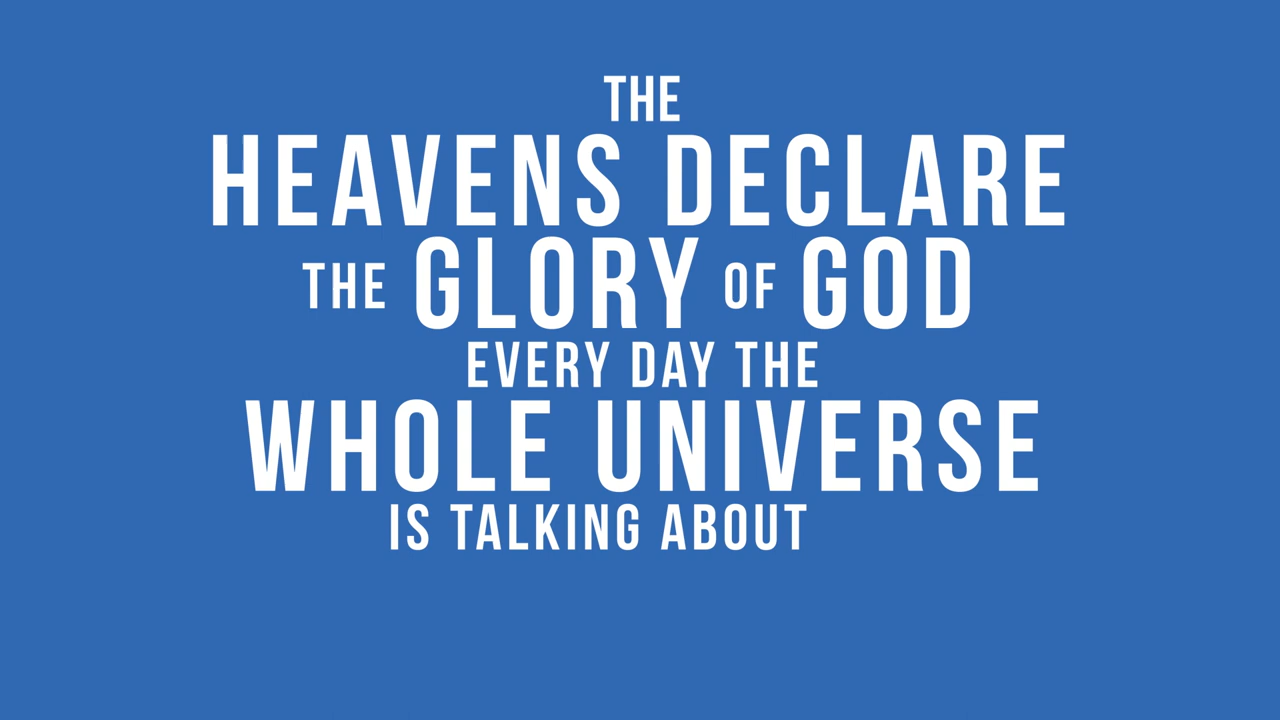 THE
HEAVENS DECLARE
THE GLORY OF GOD
EVERY DAY THE
WHOLE UNIVERSE
IS TALKING ABOUT